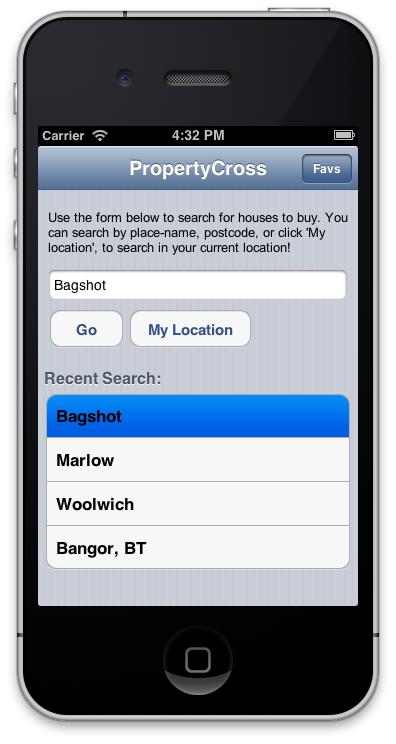 Carrier 4:32 PM
PropertyCross Favs
Use the form below to search for houses to buy. You
can search by place-name, postcode, or click 'My
location', to search in your current location!
Bagshot
Go My Location
Recent Search:
Bagshot
Marlow
Woolwich
Bangor, BT